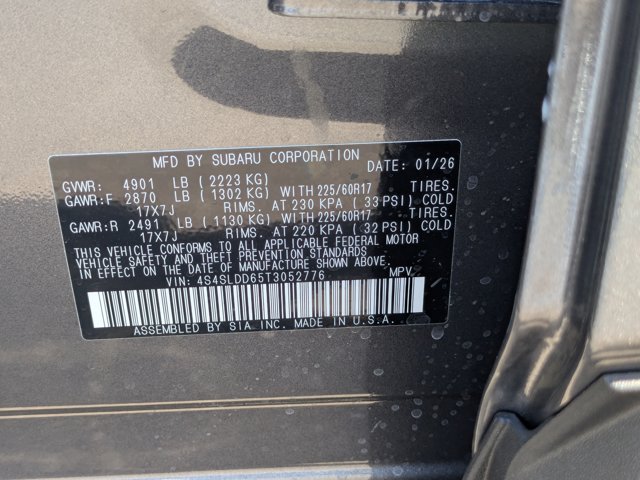 MFD BY SUBARU CORPORATION DATE: 01/26
GVWR: 4901 LB ( 2223 KG)
GAWR:F 2870 LB ( 1302 KG) WITH 225/60R17 TIRES.
17X7J RIMS. AT 230 KPA ( 33 PSI) COLD
GAWR:R 2491 LB ( 1130 KG) WITH 225/60R17 TIRES.
17X7J RIMS. AT 220 KPA ( 32 PSI) COLD
THIS VEHICLE CONFORMS TO ALL APPLICABLE FEDERAL MOTOR
VEHICLE SAFETY AND THEFT PREVENTION STANDARDS
IN EFFECT ON THE DATE OF MANUFACTURE SHOWN ABOVE.
VIN: 4S4SLDD65T3052776 MPV
ASSEMBLED BY SIA INC. MADE IN U.S.A.